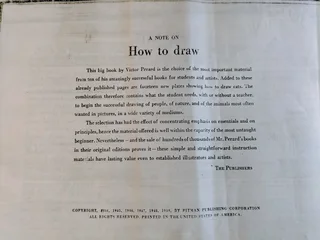 A NOTE ON
How to draw
This big book by Victor Perard is the choice of the most important material
from ten of his amazingly successful books for students and artists. Added to these
already published pages are fourteen new plates showing how to draw cats. The
combination therefore contains what the student needs, with or without a teacher,
to begin the successful drawing of people, of nature, and of the animals most often
wanted in pictures, in a wide variety of mediums.
The selection has had the effect of concentrating emphasis on essentials and on
principles, hence the material offered is well within the capacity of the most untaught
beginner. Nevertheless—and the sale of hundreds of thousands of Mr. Perard's books
in their original editions proves it—these simple and straightforward instruction
materials have lasting value even to established illustrators and artists.
THE PUBLISHERS
COPYRIGHT, BY PITMAN PUBLISHING CORPORATION
ALL RIGHTS RESERVED. PRINTED IN THE UNITED STATES OF AMERICA.